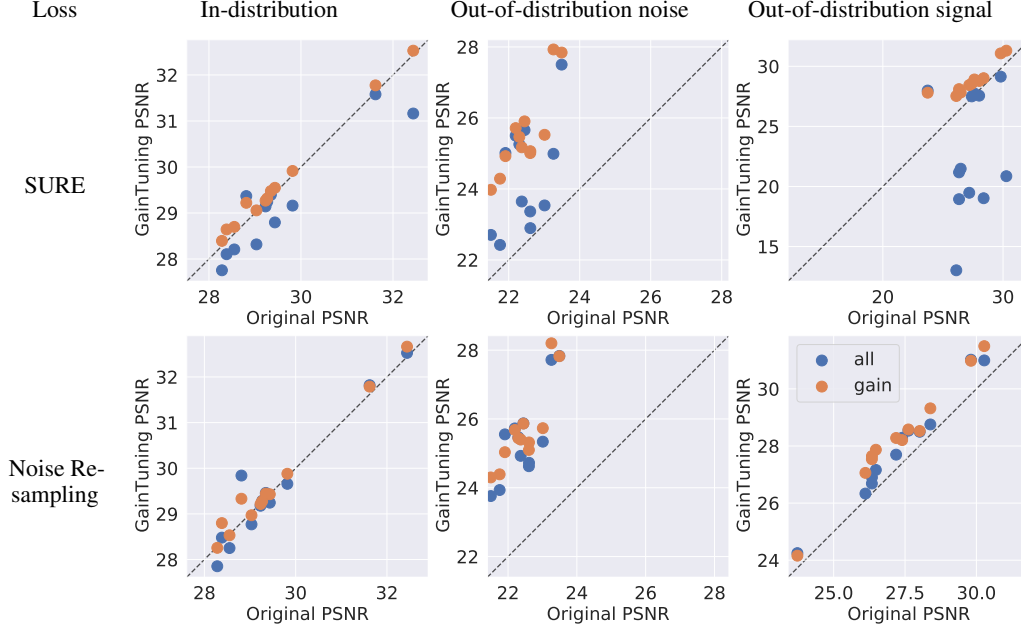 Loss
In-distribution
Out-of-distribution noise
Out-of-distribution signal
SURE
GainTuning PSNR
32
31
30
29
28
28
30
32
Original PSNR
GainTuning PSNR
28
26
24
22
22
24
26
28
Original PSNR
GainTuning PSNR
30
25
20
15
20
30
Original PSNR
Noise Re-
sampling
GainTuning PSNR
32
31
30
29
28
28
30
32
Original PSNR
GainTuning PSNR
28
26
24
22
22
24
26
28
Original PSNR
GainTuning PSNR
30
28
26
24
25.0
27.5
30.0
Original PSNR
all
gain